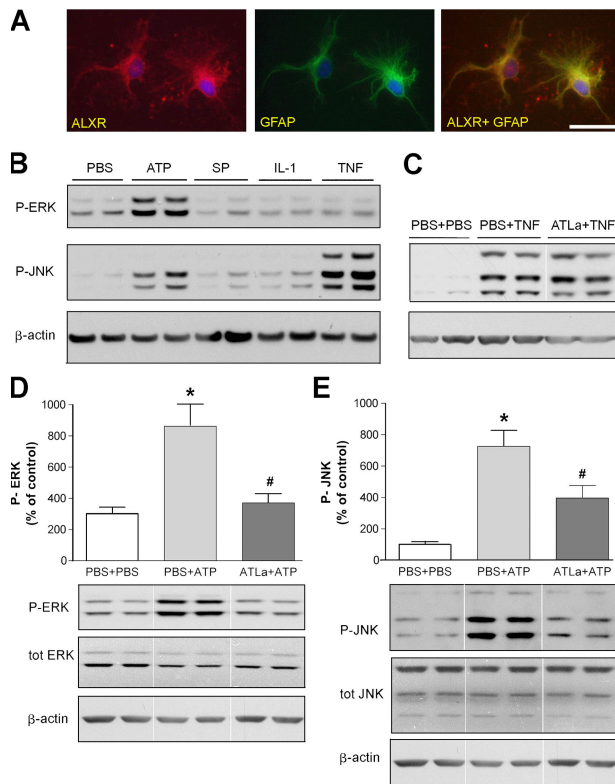 A
ALXR
GFAP
ALXR+ GFAP
B
PBS ATP SP IL-1 TNF
P-ERK
P-JNK
β-actin
C
PBS+PBS PBS+TNF ATLa+TNF
D
P- ERK
(% of control)
1000
800
600
400
200
0
*
#
PBS+PBS PBS+ATP ATLa+ATP
P-ERK
tot ERK
β-actin
E
P- JNK
(% of control)
1000
800
600
400
200
0
*
#
PBS+PBS PBS+ATP ATLa+ATP
P-JNK
tot JNK
β-actin